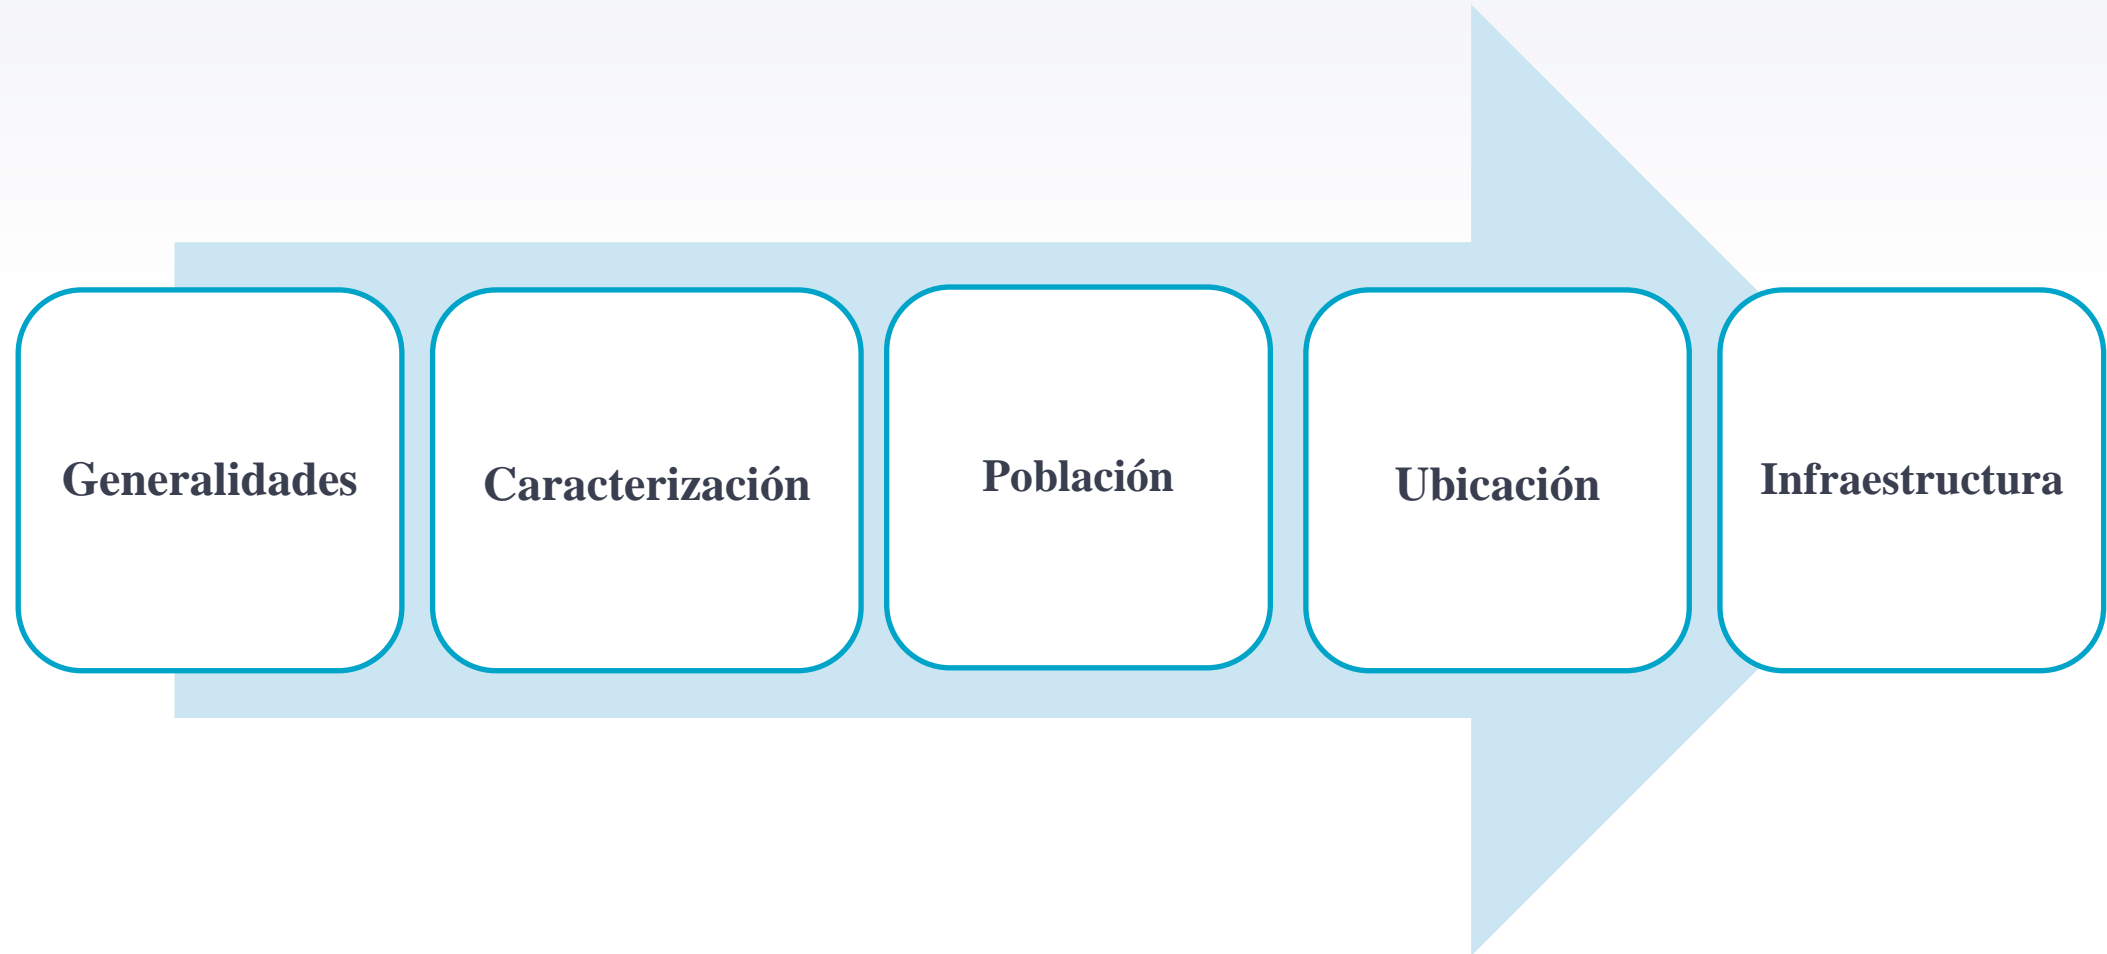 Generalidades
Caracterización
Población
Ubicación
Infraestructura